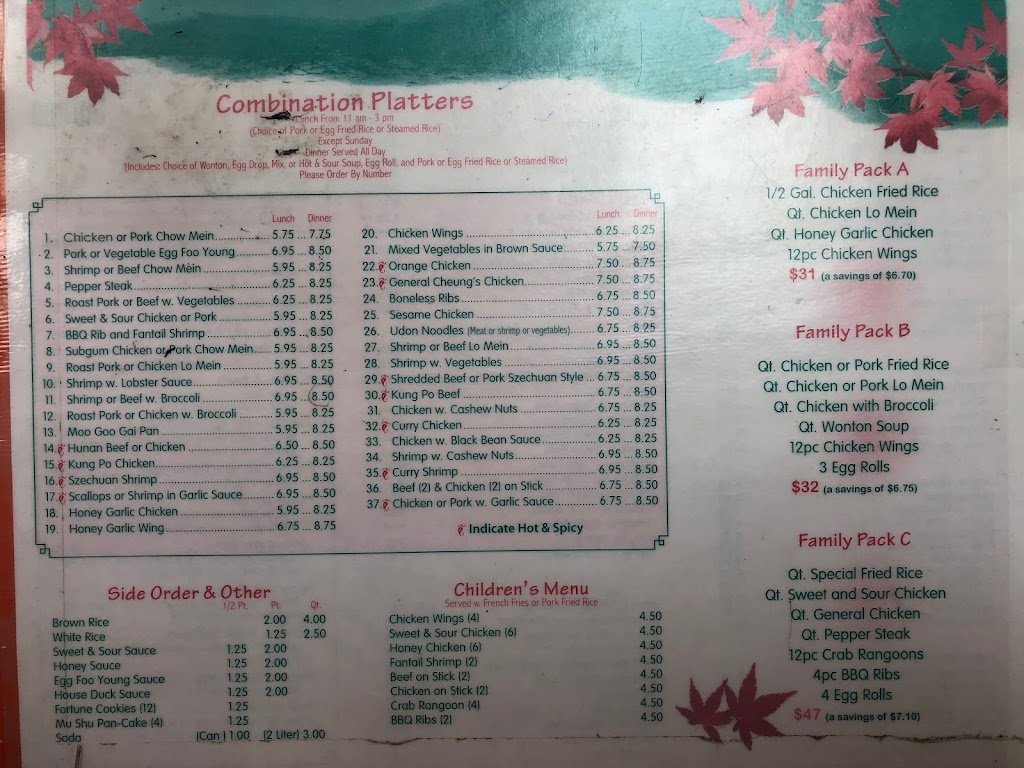 Combination Platters
Lunch From 11 am - 3 pm
(Choice of Pork or Egg Fried Rice or Steamed Rice)
Except Sunday
Dinner Served All Day
(Includes: Choice of Wonton, Egg Drop, Mix, or Hot & Sour Soup, Egg Roll, and Pork or Egg Fried Rice or Steamed Rice)
Please Order By Number
Lunch Dinner
1. Chicken or Pork Chow Mein 5.75 ... 7.75
2. Pork or Vegetable Egg Foo Young 6.95 ... 8.50
3. Shrimp or Beef Chow Mein 5.95 ... 8.25
4. Pepper Steak 6.25 ... 8.25
5. Roast Pork or Beef w. Vegetables 6.25 ... 8.25
6. Sweet & Sour Chicken or Pork 5.95 ... 8.25
7. BBQ Rib and Fantail Shrimp 6.95 ... 8.50
8. Subgum Chicken or Pork Chow Mein 5.95 ... 8.25
9. Roast Pork or Chicken Lo Mein 5.95 ... 8.25
10. Shrimp w. Lobster Sauce 6.95 ... 8.50
11. Shrimp or Beef w. Broccoli 6.95 ... 8.50
12. Roast Pork or Chicken w. Broccoli 5.95 ... 8.25
13. Moo Goo Gai Pan 5.95 ... 8.25
14. Hunan Beef or Chicken 6.50 ... 8.50
15. Kung Po Chicken 6.25 ... 8.25
16. Szechuan Shrimp 6.95 ... 8.50
17. Scallops or Shrimp in Garlic Sauce 6.95 ... 8.50
18. Honey Garlic Chicken 5.95 ... 8.25
19. Honey Garlic Wing 6.75 ... 8.75
Lunch Dinner
20. Chicken Wings 6.25 ... 8.25
21. Mixed Vegetables in Brown Sauce 5.75 ... 7.50
22. Orange Chicken 7.50 ... 8.75
23. General Cheung's Chicken 7.50 ... 8.75
24. Boneless Ribs 6.75 ... 8.50
25. Sesame Chicken 7.50 ... 8.75
26. Udon Noodles (Meat or shrimp or vegetables) 6.75 ... 8.25
27. Shrimp or Beef Lo Mein 6.95 ... 8.50
28. Shrimp w. Vegetables 6.95 ... 8.50
29. Shredded Beef or Pork Szechuan Style 6.75 ... 8.50
30. Kung Po Beef 6.75 ... 8.50
31. Chicken w. Cashew Nuts 6.75 ... 8.25
32. Curry Chicken 6.25 ... 8.25
33. Chicken w. Black Bean Sauce 6.25 ... 8.25
34. Shrimp w. Cashew Nuts 6.95 ... 8.50
35. Curry Shrimp 6.95 ... 8.50
36. Beef (2) & Chicken (2) on Stick 6.75 ... 8.50
37. Chicken or Pork w. Garlic Sauce 6.75 ... 8.50
Indicate Hot & Spicy
Side Order & Other
1/2 Pt. Pt. Qt.
Brown Rice 2.00 4.00
White Rice 1.25 2.50
Sweet & Sour Sauce 1.25 2.00
Honey Sauce 1.25 2.00
Egg Foo Young Sauce 1.25 2.00
House Duck Sauce 1.25 2.00
Fortune Cookies (12) 1.25
Mu Shu Pan-Cake (4) 1.25
Soda (Can) 1.00 (2 Liter) 3.00
Children's Menu
Served w. French Fries or Pork Fried Rice
Chicken Wings (4) 4.50
Sweet & Sour Chicken (6) 4.50
Honey Chicken (6) 4.50
Fantail Shrimp (2) 4.50
Beef on Stick (2) 4.50
Chicken on Stick (2) 4.50
Crab Rangoon (4) 4.50
BBQ Ribs (2) 4.50
Family Pack A
1/2 Gal. Chicken Fried Rice
Qt. Chicken Lo Mein
Qt. Honey Garlic Chicken
12pc Chicken Wings
$31 (a savings of $6.70)
Family Pack B
Qt. Chicken or Pork Fried Rice
Qt. Chicken or Pork Lo Mein
Qt. Chicken with Broccoli
Qt. Wonton Soup
12pc Chicken Wings
3 Egg Rolls
$32 (a savings of $6.75)
Family Pack C
Qt. Special Fried Rice
Qt. Sweet and Sour Chicken
Qt. General Chicken
Qt. Pepper Steak
12pc Crab Rangoons
4pc BBQ Ribs
4 Egg Rolls
$47 (a savings of $7.10)